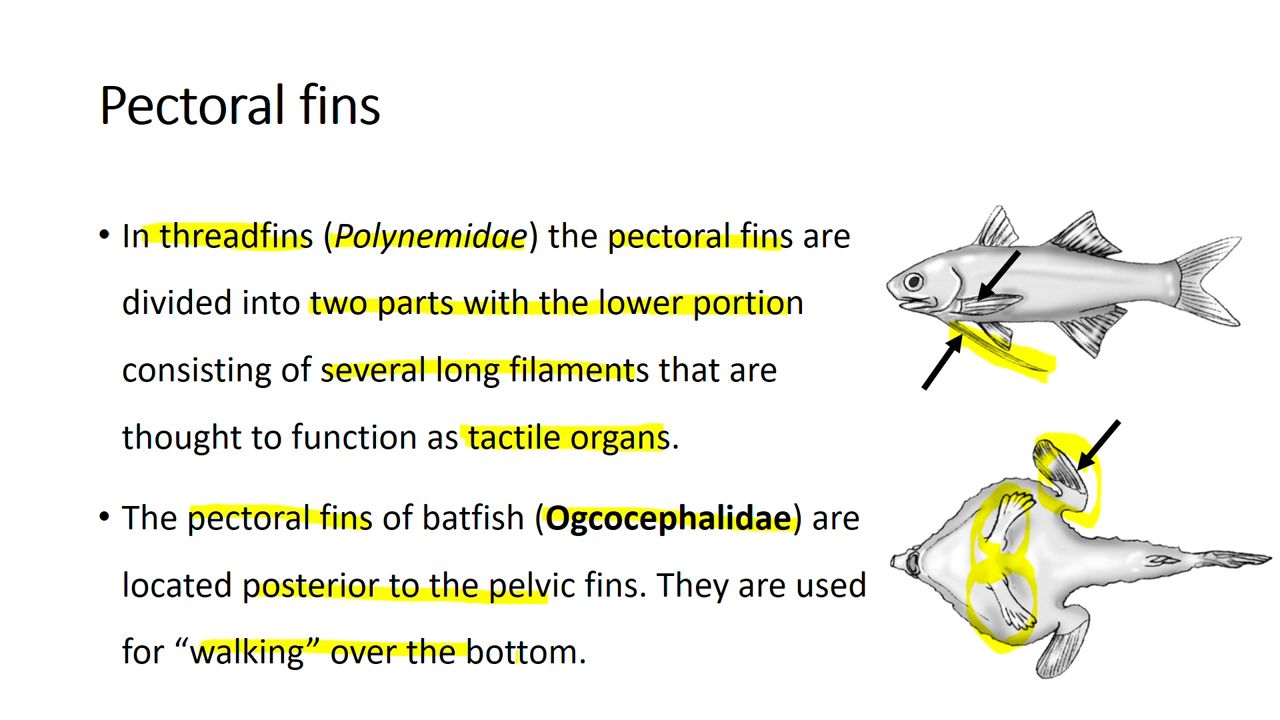 Pectoral fins
• In threadfins (Polynemidae) the pectoral fins are
divided into two parts with the lower portion
consisting of several long filaments that are
thought to function as tactile organs.
• The pectoral fins of batfish (Ogcocephalidae) are
located posterior to the pelvic fins. They are used
for “walking” over the bottom.